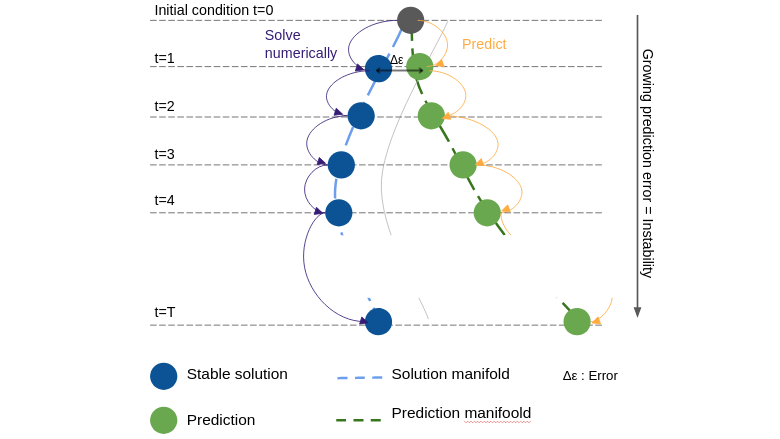 Initial condition t=0
Solve
numerically
Predict
t=1
Δε
t=2
t=3
t=4
t=T
Growing prediction error = Instability
Stable solution
Solution manifold
Δε : Error
Prediction
Prediction manifoold